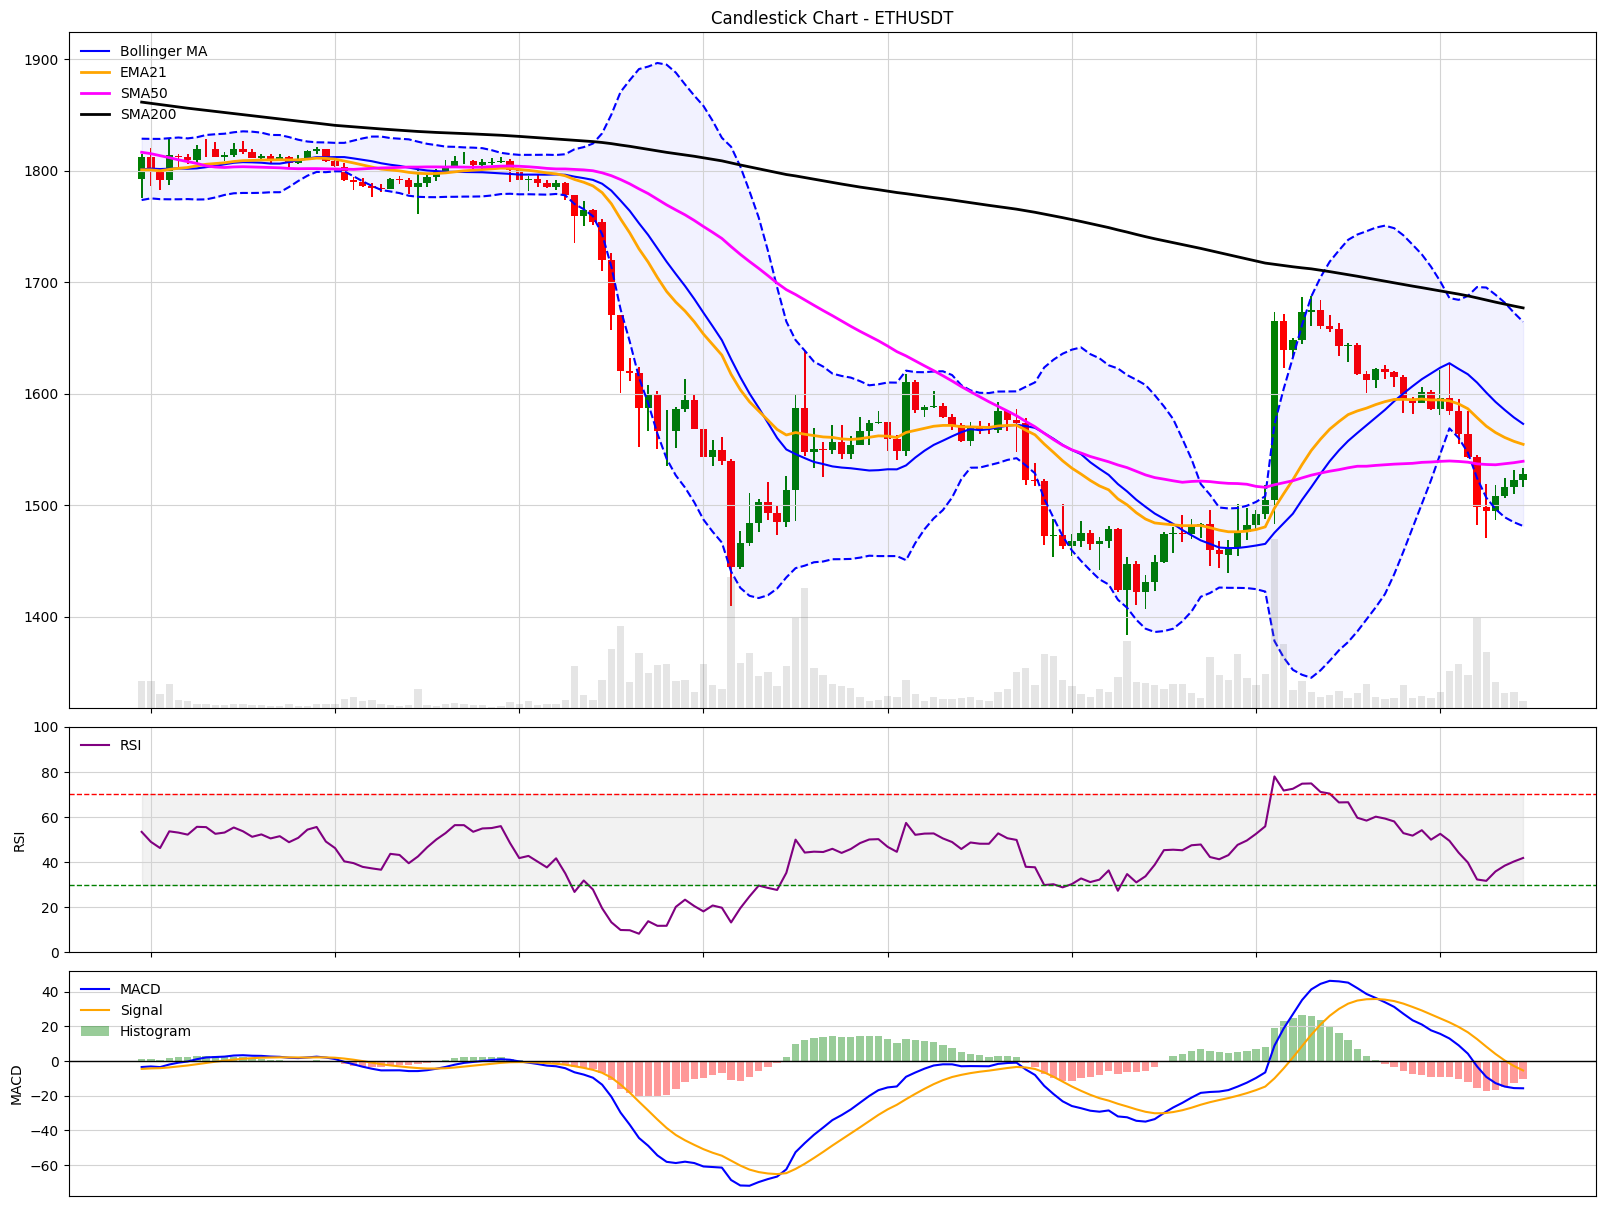 Candlestick Chart - ETHUSDT
Bollinger MA
EMA21
SMA50
SMA200
1900
1800
1700
1600
1500
1400
RSI
100
80
60
40
20
0
RSI
MACD
Signal
Histogram
40
20
0
−20
−40
−60
MACD